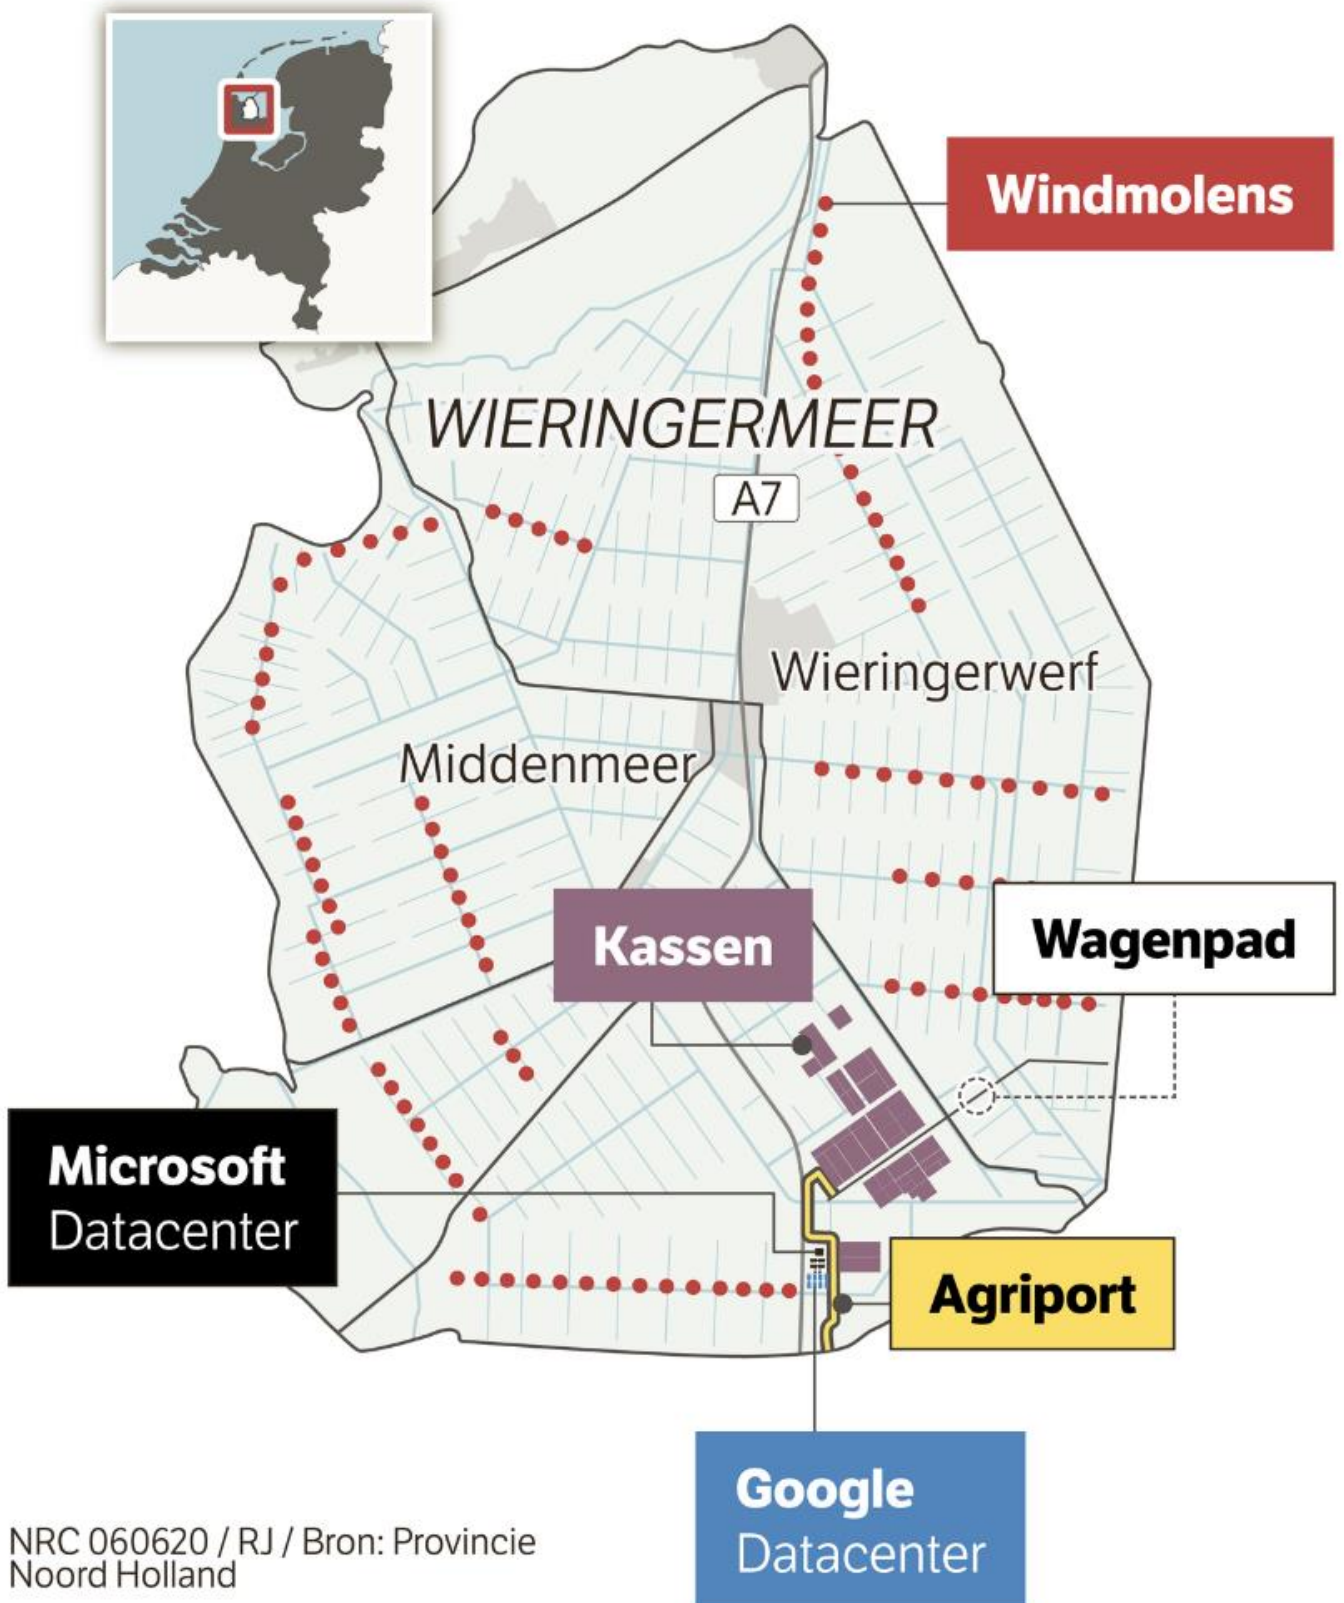 Windmolens
WIERINGERMEER
A7
Wieringerwerf
Middenmeer
Kassen
Wagenpad
Microsoft
Datacenter
Agriport
Google
Datacenter
NRC 060620 / RJ / Bron: Provincie
Noord Holland